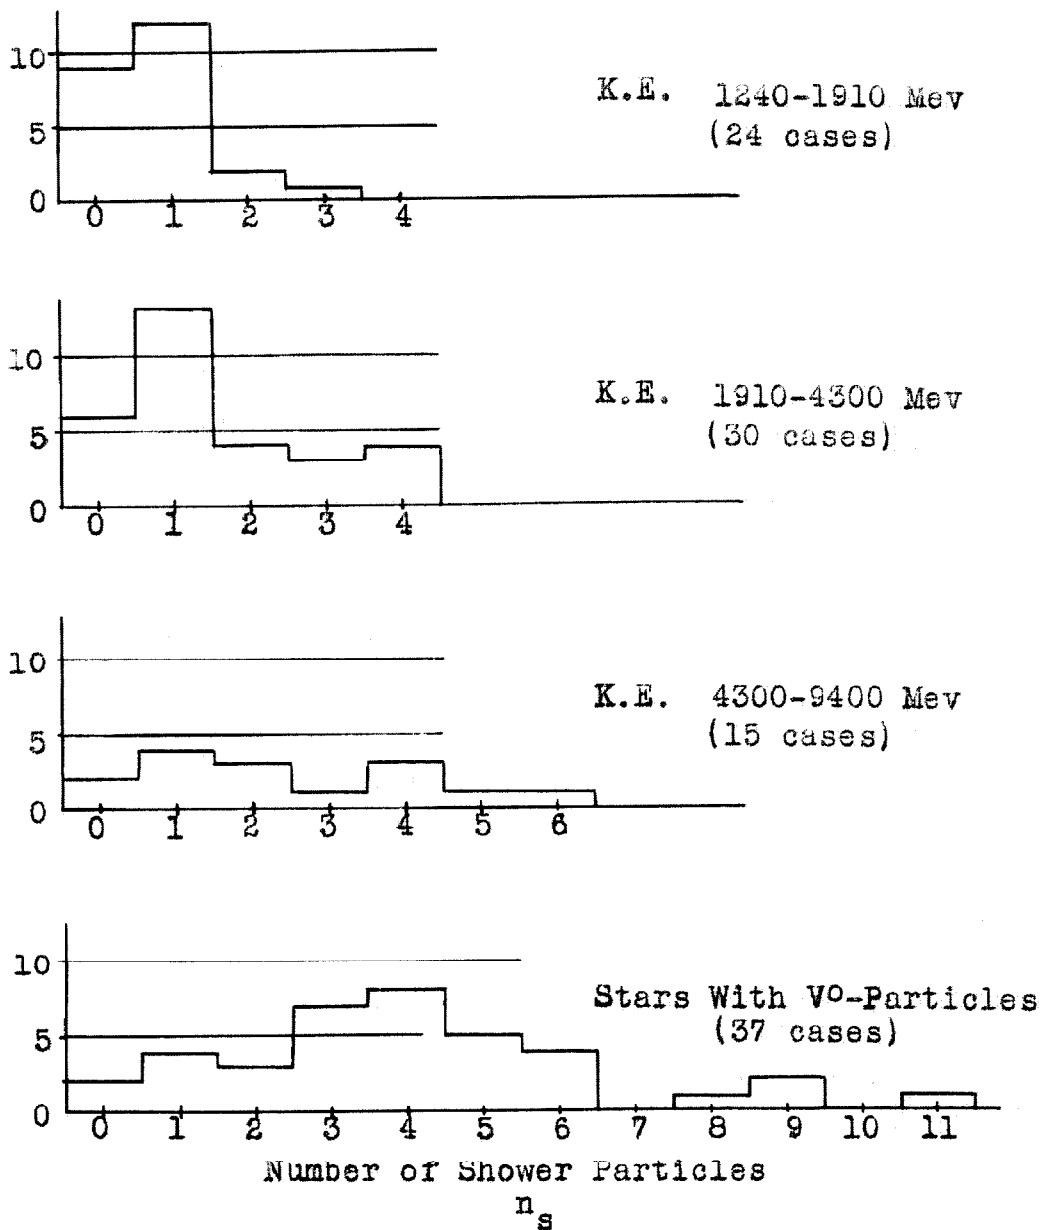 10
5
0
0 1 2 3 4
K.E. 1240-1910 Mev
(24 cases)
10
5
0
0 1 2 3 4
K.E. 1910-4300 Mev
(30 cases)
10
5
0
0 1 2 3 4 5 6
K.E. 4300-9400 Mev
(15 cases)
10
5
0
0 1 2 3 4 5 6 7 8 9 10 11
Stars With V⁰-Particles
(37 cases)
Number of Shower Particles
nₛ